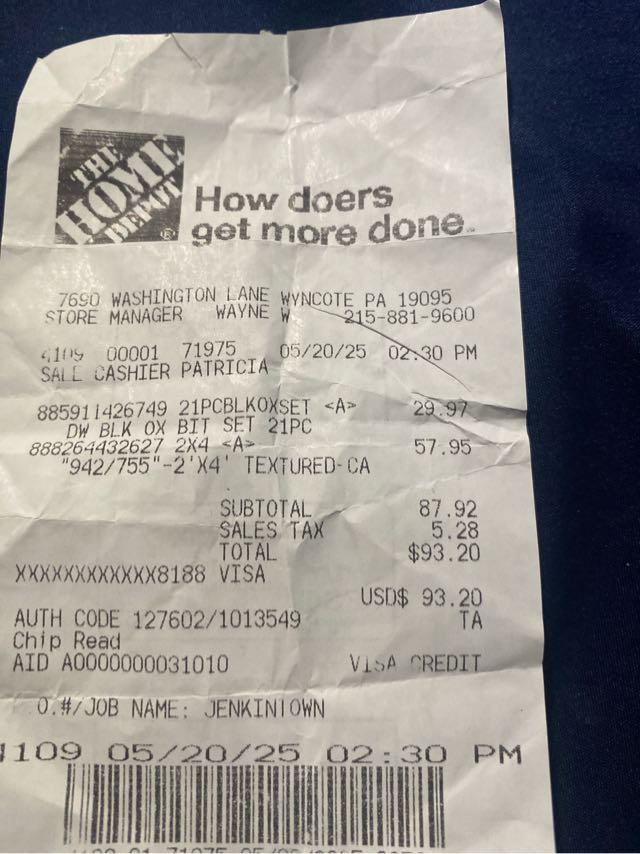 THE
HOME
DEPOT
®
How doers
get more done.
7690 WASHINGTON LANE WYNCOTE PA 19095
STORE MANAGER WAYNE W 215-881-9600
4109 00001 71975 05/20/25 02:30 PM
SALE CASHIER PATRICIA
885911426749 21PCBLKOXSET <A> 29.97
DW BLK OX BIT SET 21PC
888264432627 2X4 <A> 57.95
"942/755"-2'X4' TEXTURED-CA
SUBTOTAL 87.92
SALES TAX 5.28
TOTAL $93.20
XXXXXXXXXXXX8188 VISA
USD$ 93.20
AUTH CODE 127602/1013549 TA
Chip Read
AID A0000000031010 VISA CREDIT
O.#/JOB NAME: JENKINTOWN
4109 05/20/25 02:30 PM